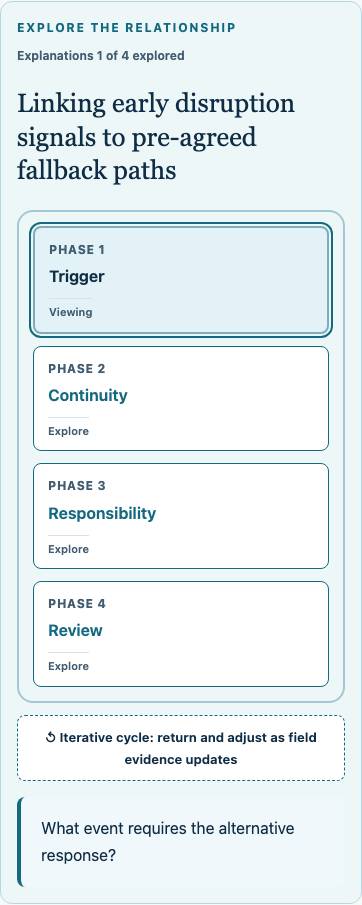 EXPLORE THE RELATIONSHIP
Explanations 1 of 4 explored
Linking early disruption
signals to pre-agreed
fallback paths
PHASE 1
Trigger
Viewing
PHASE 2
Continuity
Explore
PHASE 3
Responsibility
Explore
PHASE 4
Review
Explore
↺ Iterative cycle: return and adjust as field
evidence updates
What event requires the alternative
response?